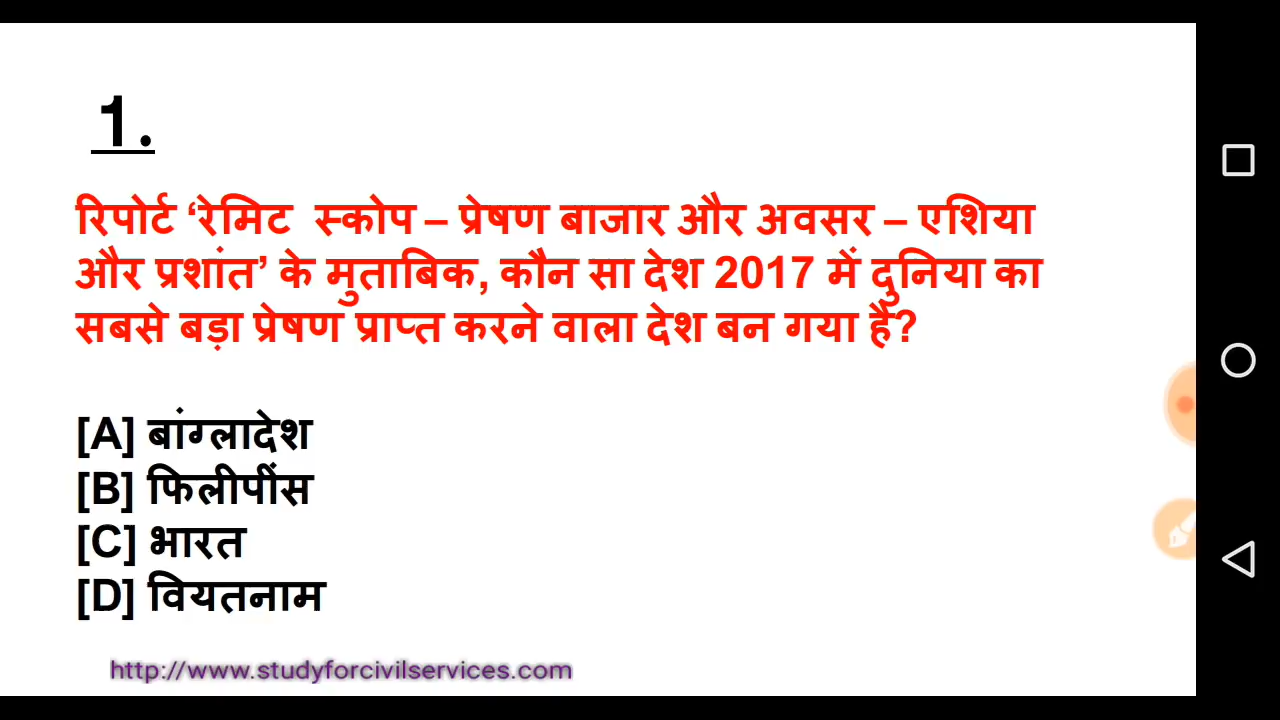 1.
रिपोर्ट ‘रेमिट स्कोप – प्रेषण बाजार और अवसर – एशिया
और प्रशांत’ के मुताबिक, कौन सा देश 2017 में दुनिया का
सबसे बड़ा प्रेषण प्राप्त करने वाला देश बन गया है?
[A] बांग्लादेश
[B] फिलीपींस
[C] भारत
[D] वियतनाम
http://www.studyforcivilservices.com